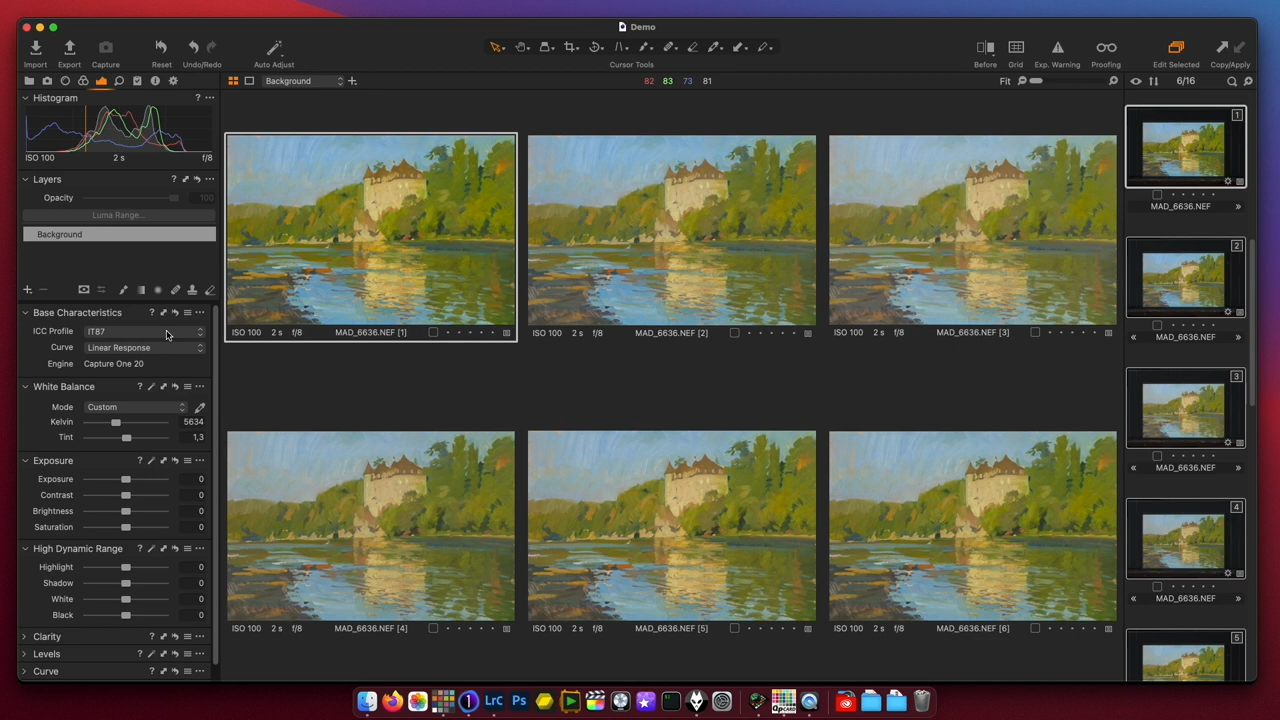 Demo
Import Export Capture Reset Undo/Redo Auto Adjust Cursor Tools Before Grid Exp. Warning Proofing Edit Selected Copy/Apply
Background 82 83 73 81 Fit 6/16
Histogram ?
ISO 100 2 s f/8
Layers ?
Opacity 100
Luma Range...
Background
Base Characteristics ?
ICC Profile IT87
Curve Linear Response
Engine Capture One 20
White Balance ?
Mode Custom
Kelvin 5634
Tint 1,3
Exposure ?
Exposure 0
Contrast 0
Brightness 0
Saturation 0
High Dynamic Range ?
Highlight 0
Shadow 0
White 0
Black 0
Clarity ?
Levels ?
Curve ?
ISO 100 2 s f/8 MAD_6636.NEF [1]
ISO 100 2 s f/8 MAD_6636.NEF [2]
ISO 100 2 s f/8 MAD_6636.NEF [3]
ISO 100 2 s f/8 MAD_6636.NEF [4]
ISO 100 2 s f/8 MAD_6636.NEF [5]
ISO 100 2 s f/8 MAD_6636.NEF [6]
1
MAD_6636.NEF »
2
« MAD_6636.NEF »
3
« MAD_6636.NEF »
4
« MAD_6636.NEF »
5
1 LrC Ps QPCARD